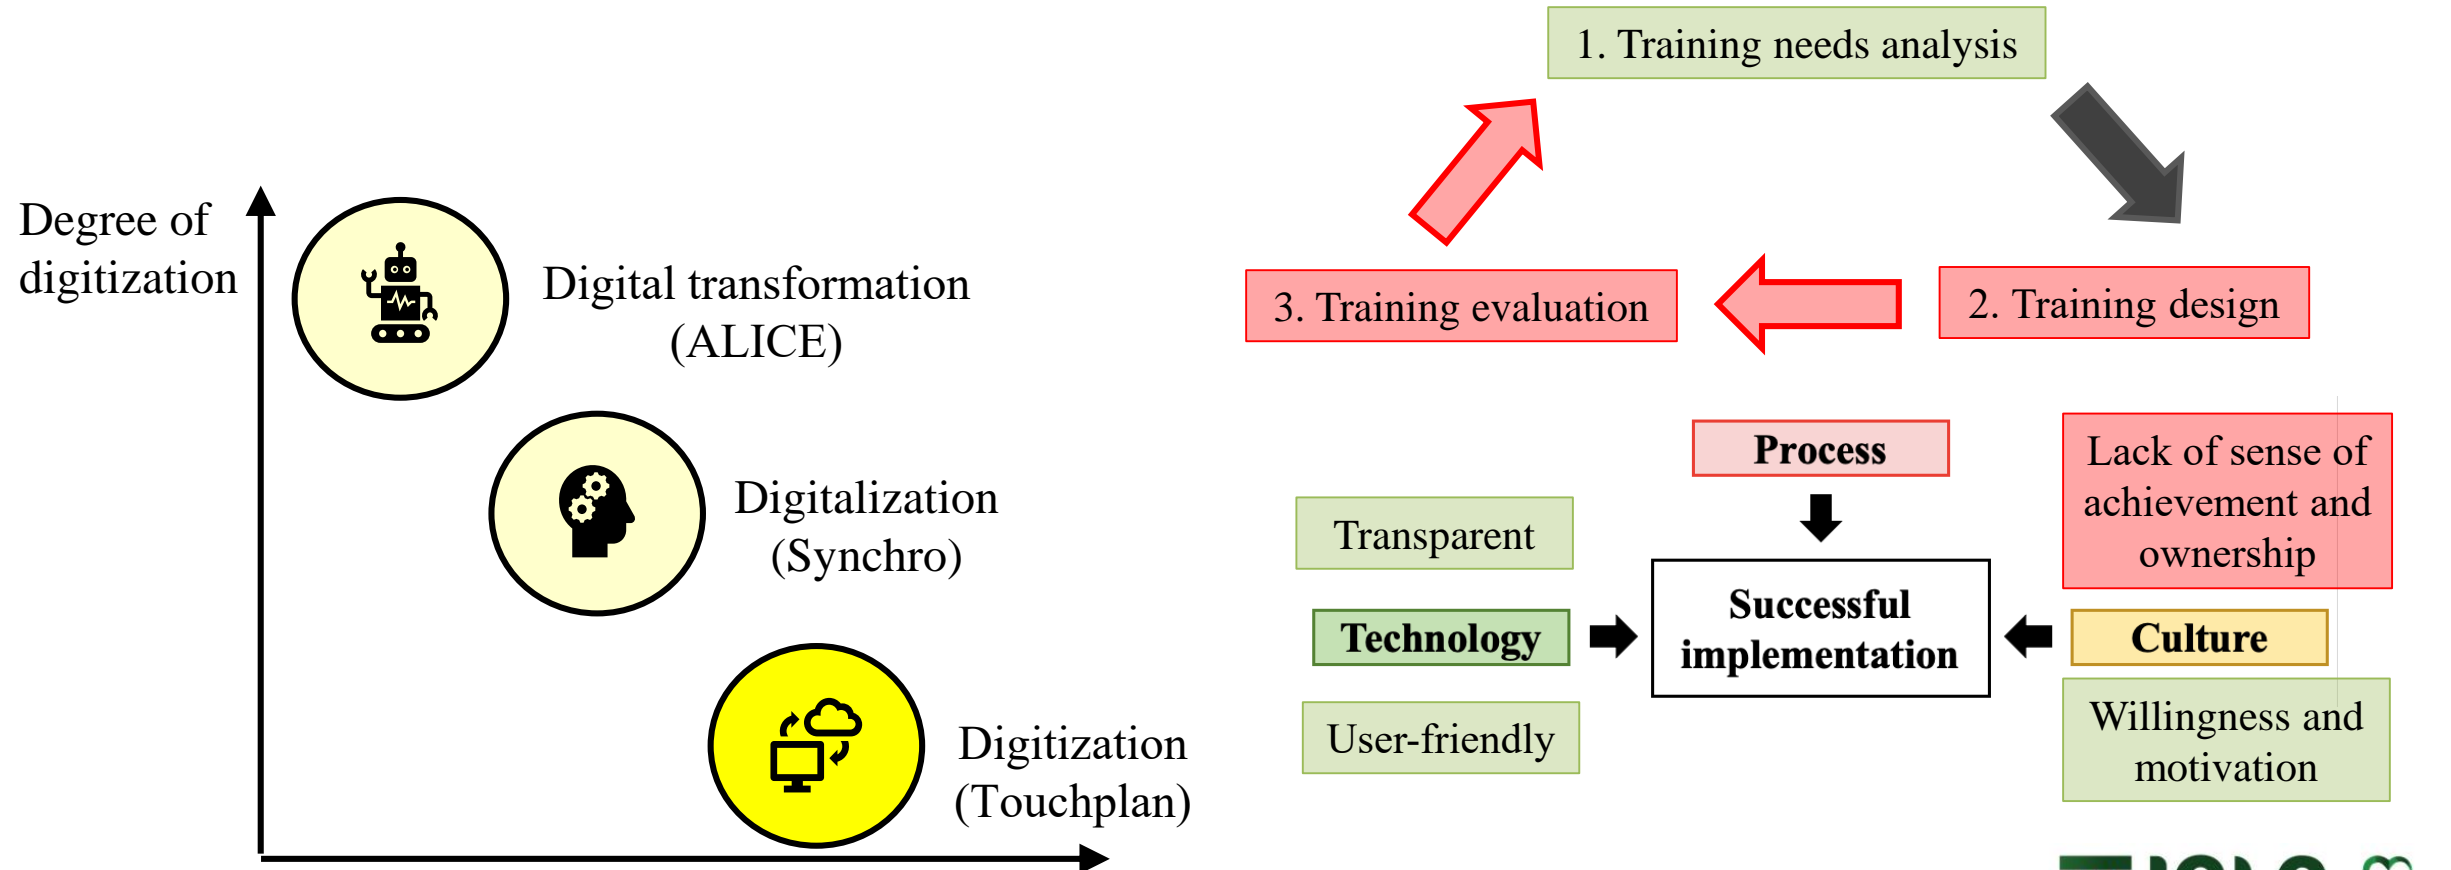 Degree of
digitization
Digital transformation
(ALICE)
Digitalization
(Synchro)
Digitization
(Touchplan)
1. Training needs analysis
3. Training evaluation
2. Training design
Process
Lack of sense of
achievement and
ownership
Transparent
Technology
Successful
implementation
Culture
User-friendly
Willingness and
motivation